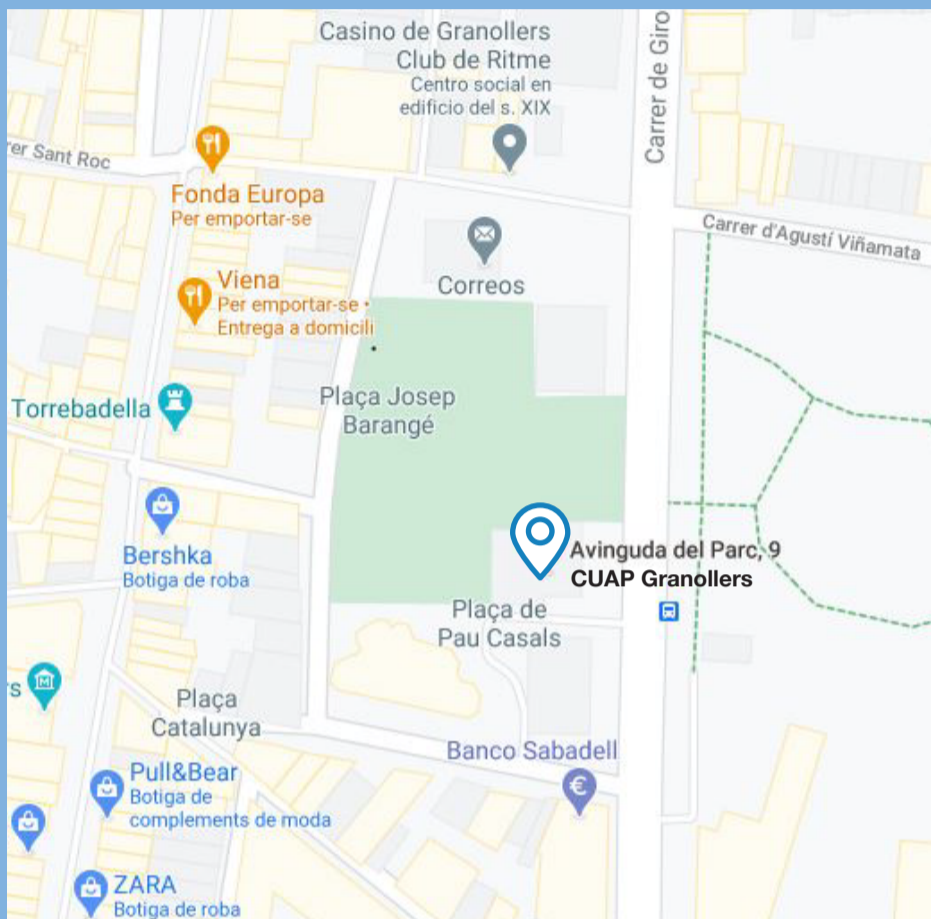 Casino de Granollers
Club de Ritme
Centro social en
edificio del s. XIX
Carrer de Giro
rer Sant Roc
Fonda Europa
Per emportar-se
Carrer d'Agustí Viñamata
Correos
Viena
Per emportar-se •
Entrega a domicili
Plaça Josep
Barangé
Torrebadella
Bershka
Botiga de roba
Avinguda del Parc, 9
CUAP Granollers
Plaça de
Pau Casals
rs
M
Plaça
Catalunya
Banco Sabadell
€
Pull&Bear
Botiga de
complements de moda
ZARA
Botiga de roba